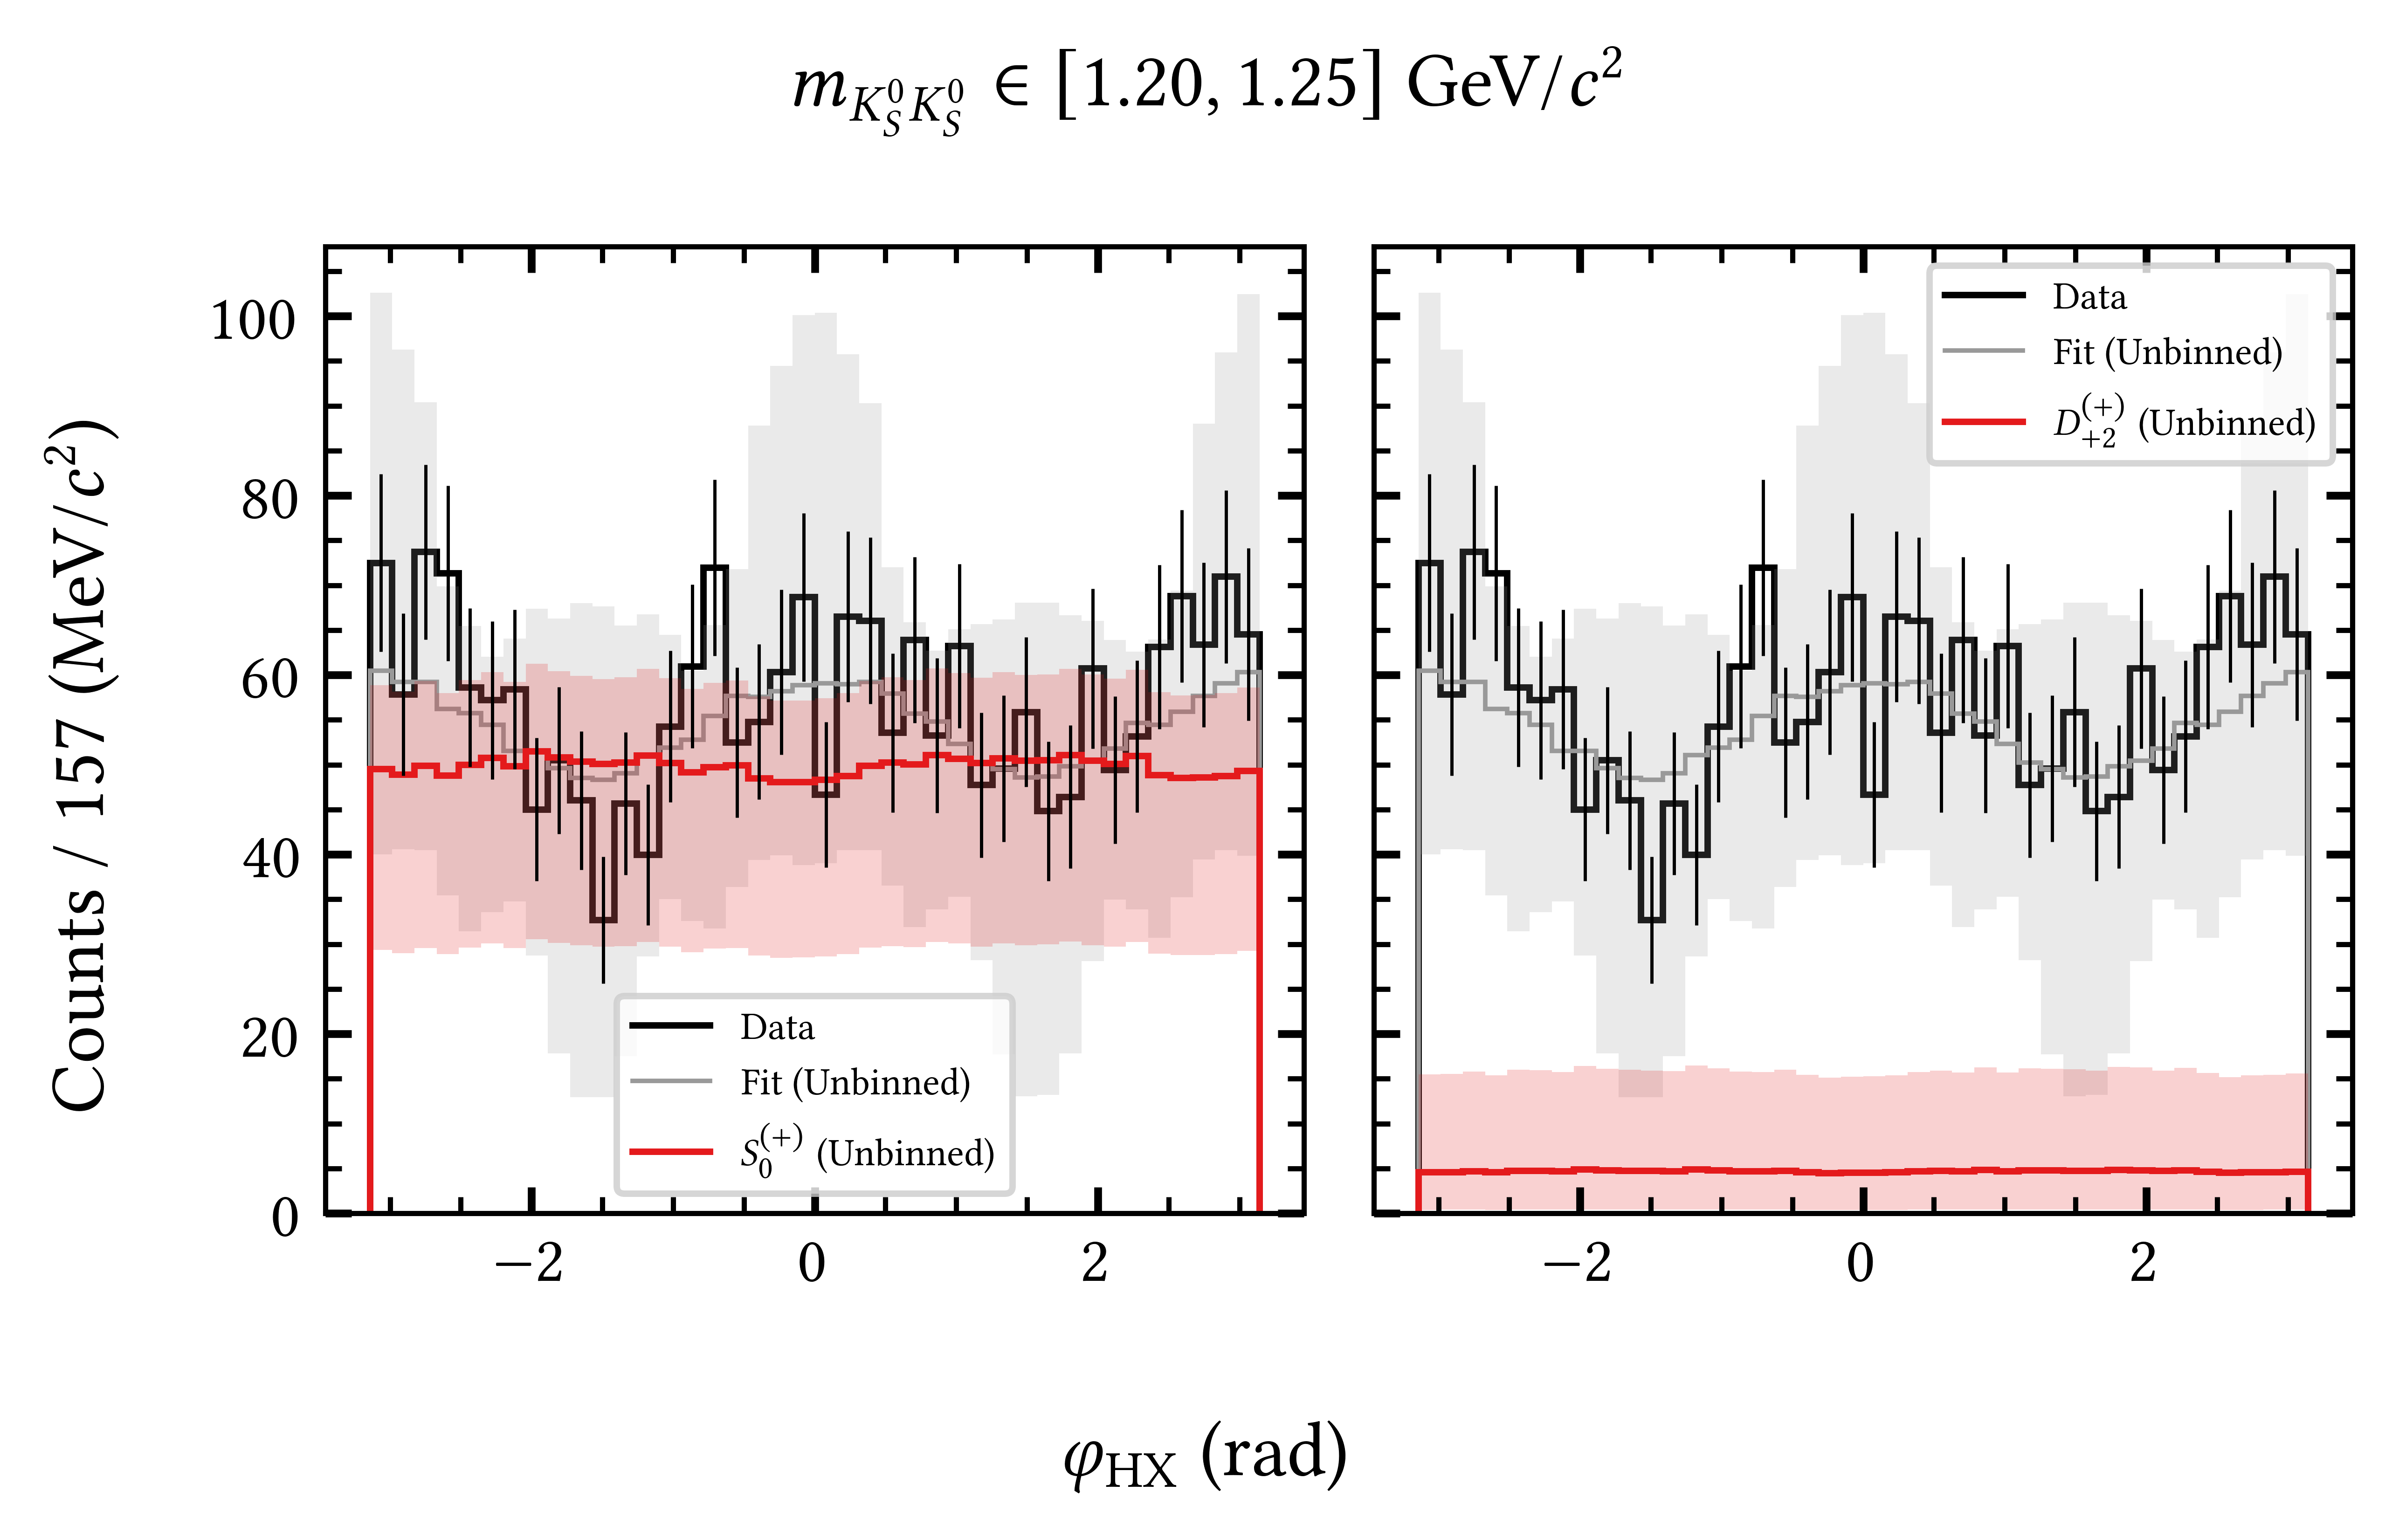 m_{K_S^0 K_S^0} ∈ [1.20, 1.25] GeV/c²
Counts / 157 (MeV/c²)
100
80
60
40
20
0
−2
0
2
Data
Fit (Unbinned)
S_0^{(+)} (Unbinned)
−2
0
2
Data
Fit (Unbinned)
D_{+2}^{(+)} (Unbinned)
φ_{HX} (rad)